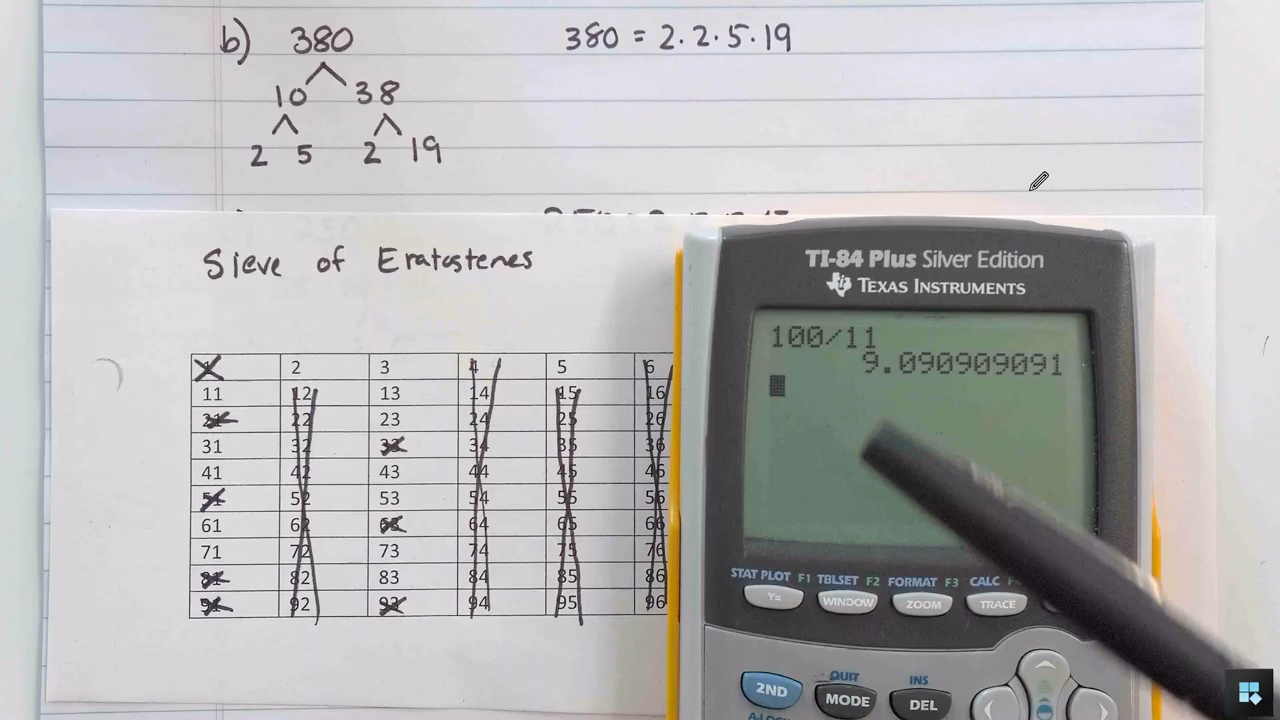 b) 380
380 = 2·2·5·19
10 38
2 5 2 19
Sieve of Eratostenes
1 2 3 4 5 6
11 12 13 14 15 16
21 22 23 24 25 26
31 32 33 34 35 36
41 42 43 44 45 46
51 52 53 54 55 56
61 62 63 64 65 66
71 72 73 74 75 76
81 82 83 84 85 86
91 92 93 94 95 96
TI-84 Plus Silver Edition
TEXAS INSTRUMENTS
100/11
9.090909091
STAT PLOT F1 TBLSET F2 FORMAT F3 CALC
Y= WINDOW ZOOM TRACE
QUIT INS
2ND MODE DEL